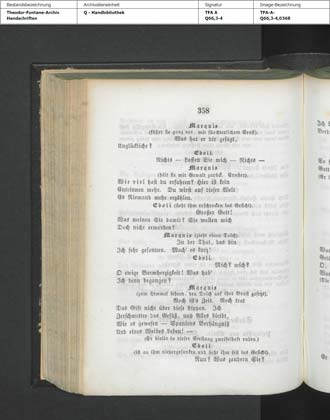 Bestandsbezeichnung
Theodor-Fontane-Archiv
Handschriften
Archivalieneinheit
Q - Handbibliothek
Signatur
TFA A
Q66,3-4
Image-Bezeichnung
TFA-A-
Q66,3-4,0368
358
Marquis
(führt sie ganz vor, mit fürchterlichem Ernst).
Was hat er dir gesagt,
Unglückliche?
Eboli.
Nichts — Lassen Sie mich — Nichts —
Marquis
(hält sie mit Gewalt zurück. Ernster).
Wie viel hast du erfahren? Hier ist kein
Entrinnen mehr. Du wirst auf dieser Welt
Es Niemand mehr erzählen.
Eboli (sieht ihm erschrocken ins Gesicht).
Großer Gott!
Was meinen Sie damit? Sie wollen mich
Doch nicht ermorden?
Marquis (zieht einen Dolch).
In der That, das bin
Ich sehr gesonnen. Mach' es kurz!
Eboli.
Mich? mich?
O ewige Barmherzigkeit! Was hab'
Ich denn begangen?
Marquis
(zum Himmel sehend, den Dolch auf ihre Brust gesetzt).
Noch ist's Zeit. Noch trat
Das Gift nicht über diese Lippen. Ich
Zerschmettre das Gefäß, und Alles bleibt,
Wie es gewesen — Spaniens Verhängniß
Und eines Weibes Leben! —
(Er bleibt in dieser Stellung zweifelhaft ruhen.)
Eboli
(ist an ihm niedergesunken und sieht ihm fest ins Gesicht).
Nun? Was zaudern Sie?